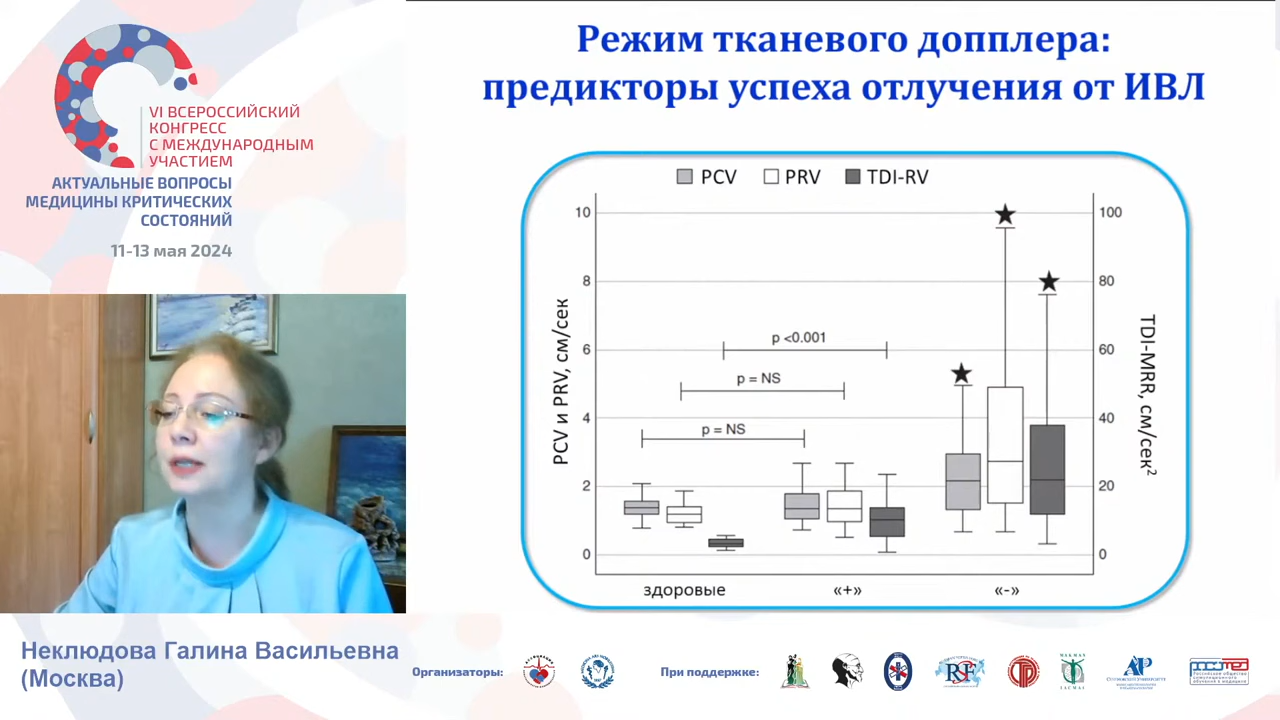 VI ВСЕРОССИЙСКИЙ
КОНГРЕСС
С МЕЖДУНАРОДНЫМ
УЧАСТИЕМ
АКТУАЛЬНЫЕ ВОПРОСЫ
МЕДИЦИНЫ КРИТИЧЕСКИХ
СОСТОЯНИЙ
11-13 мая 2024
Режим тканевого допплера:
предикторы успеха отлучения от ИВЛ
PCV PRV TDI-RV
10 100
8 80
6 60
4 40
2 20
0 0
PCV и PRV, см/сек
TDI-MRR, см/сек²
p <0.001
p = NS
p = NS
здоровые «+» «-»
Неклюдова Галина Васильевна
(Москва)
Организаторы:
При поддержке: